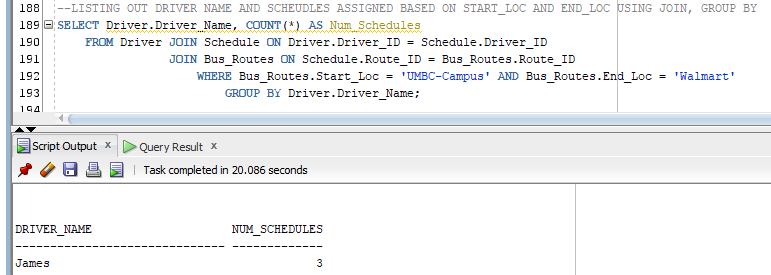 188 --LISTING OUT DRIVER NAME AND SCHEUDLES ASSIGNED BASED ON START_LOC AND END_LOC USING JOIN, GROUP BY
189 SELECT Driver.Driver_Name, COUNT(*) AS Num_Schedules
190 FROM Driver JOIN Schedule ON Driver.Driver_ID = Schedule.Driver_ID
191 JOIN Bus_Routes ON Schedule.Route_ID = Bus_Routes.Route_ID
192 WHERE Bus_Routes.Start_Loc = 'UMBC-Campus' AND Bus_Routes.End_Loc = 'Walmart'
193 GROUP BY Driver.Driver_Name;
194
Script Output x Query Result x
Task completed in 20.086 seconds
DRIVER_NAME NUM_SCHEDULES
------------------------------ -------------
James 3